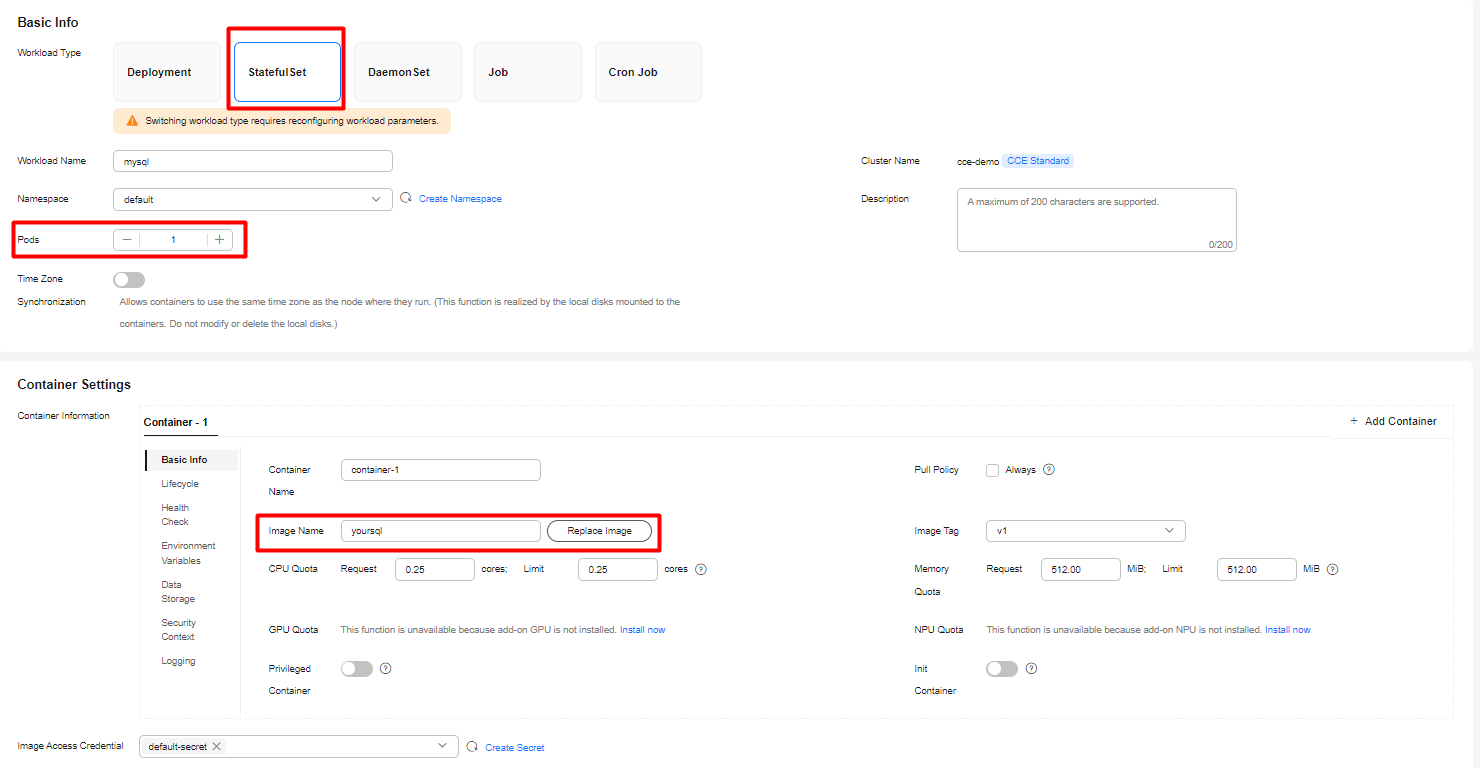 Basic Info
Workload Type
Deployment
StatefulSet
DaemonSet
Job
Cron Job
Switching workload type requires reconfiguring workload parameters.
Workload Name
mysql
Cluster Name
cce-demo CCE Standard
Namespace
default
Create Namespace
Description
A maximum of 200 characters are supported.
0/200
Pods
1
Time Zone
Synchronization
Allows containers to use the same time zone as the node where they run. (This function is realized by the local disks mounted to the
containers. Do not modify or delete the local disks.)
Container Settings
Container Information
Container - 1
+ Add Container
Basic Info
Lifecycle
Health
Check
Environment
Variables
Data
Storage
Security
Context
Logging
Container
Name
container-1
Pull Policy
Always
Image Name
yoursql
Replace Image
Image Tag
v1
CPU Quota
Request 0.25 cores; Limit 0.25 cores
Memory
Quota
Request 512.00 MiB; Limit 512.00 MiB
GPU Quota
This function is unavailable because add-on GPU is not installed. Install now
NPU Quota
This function is unavailable because add-on NPU is not installed. Install now
Privileged
Container
Init
Container
Image Access Credential
default-secret
Create Secret